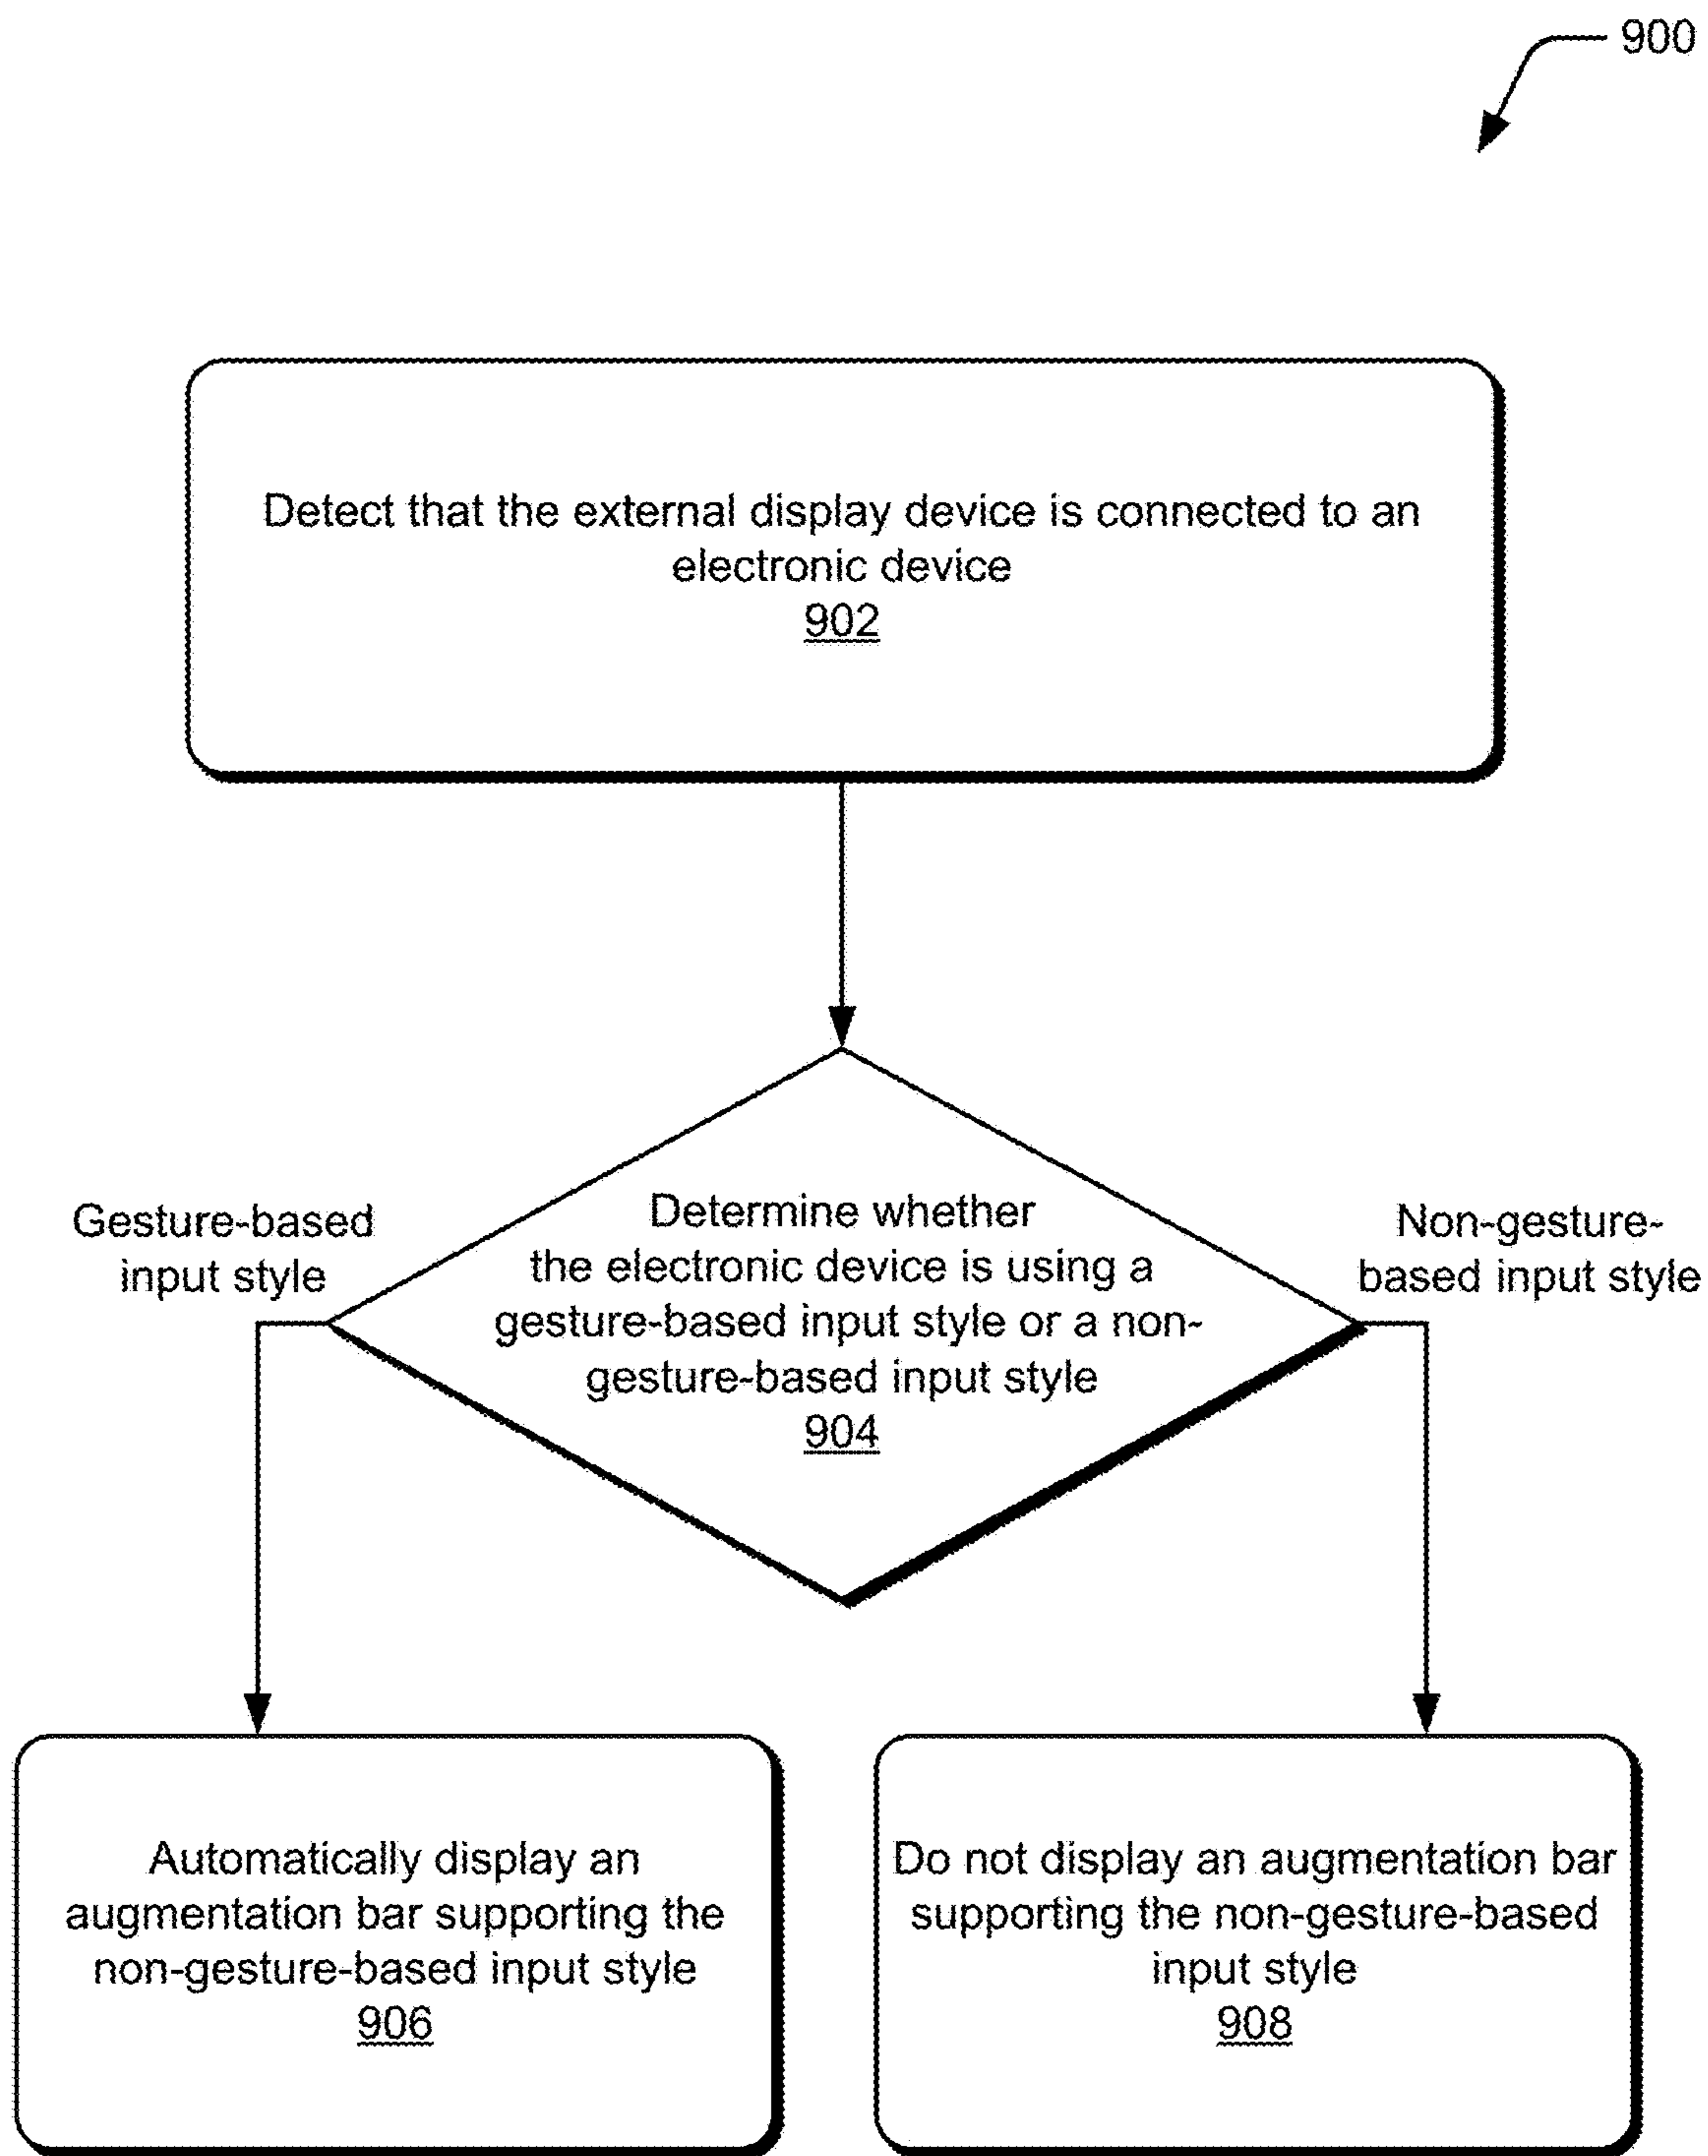 900
Detect that the external display device is connected to an
electronic device
902
Gesture-based
input style
Determine whether
the electronic device is using a
gesture-based input style or a non-
gesture-based input style
904
Non-gesture-
based input style
Automatically display an
augmentation bar supporting the
non-gesture-based input style
906
Do not display an augmentation bar
supporting the non-gesture-based
input style
908